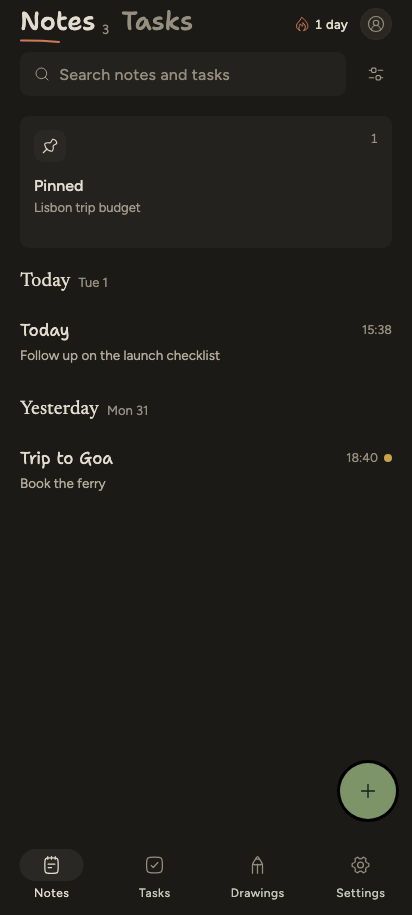 Notes 3 Tasks 1 day
Search notes and tasks
1
Pinned
Lisbon trip budget
Today Tue 1
Today 15:38
Follow up on the launch checklist
Yesterday Mon 31
Trip to Goa 18:40
Book the ferry
Notes Tasks Drawings Settings